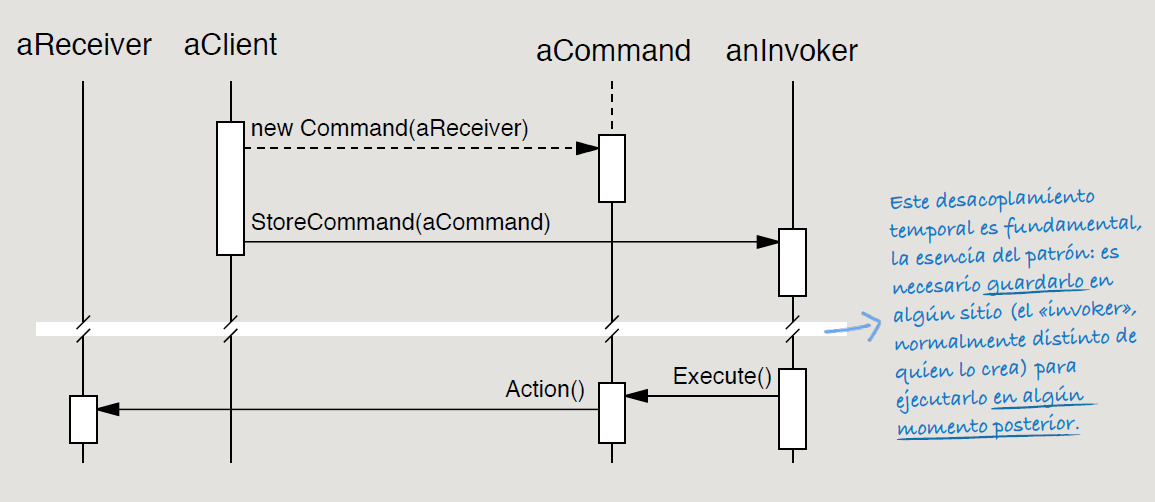 aReceiver aClient aCommand anInvoker
new Command(aReceiver)
StoreCommand(aCommand)
Este desacoplamiento
temporal es fundamental,
la esencia del patrón: es
necesario guardarlo en
algún sitio (el «invoker»,
normalmente distinto de
quien lo crea) para
ejecutarlo en algún
momento posterior.
Execute()
Action()